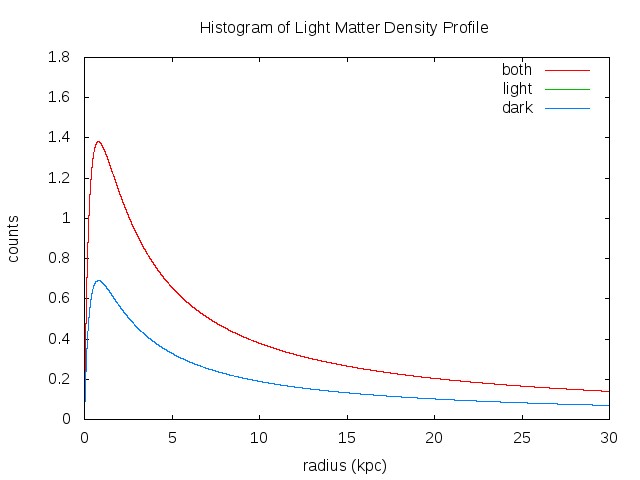 Histogram of Light Matter Density Profile
both
light
dark
1.8
1.6
1.4
1.2
1
0.8
0.6
0.4
0.2
0
counts
0 5 10 15 20 25 30
radius (kpc)